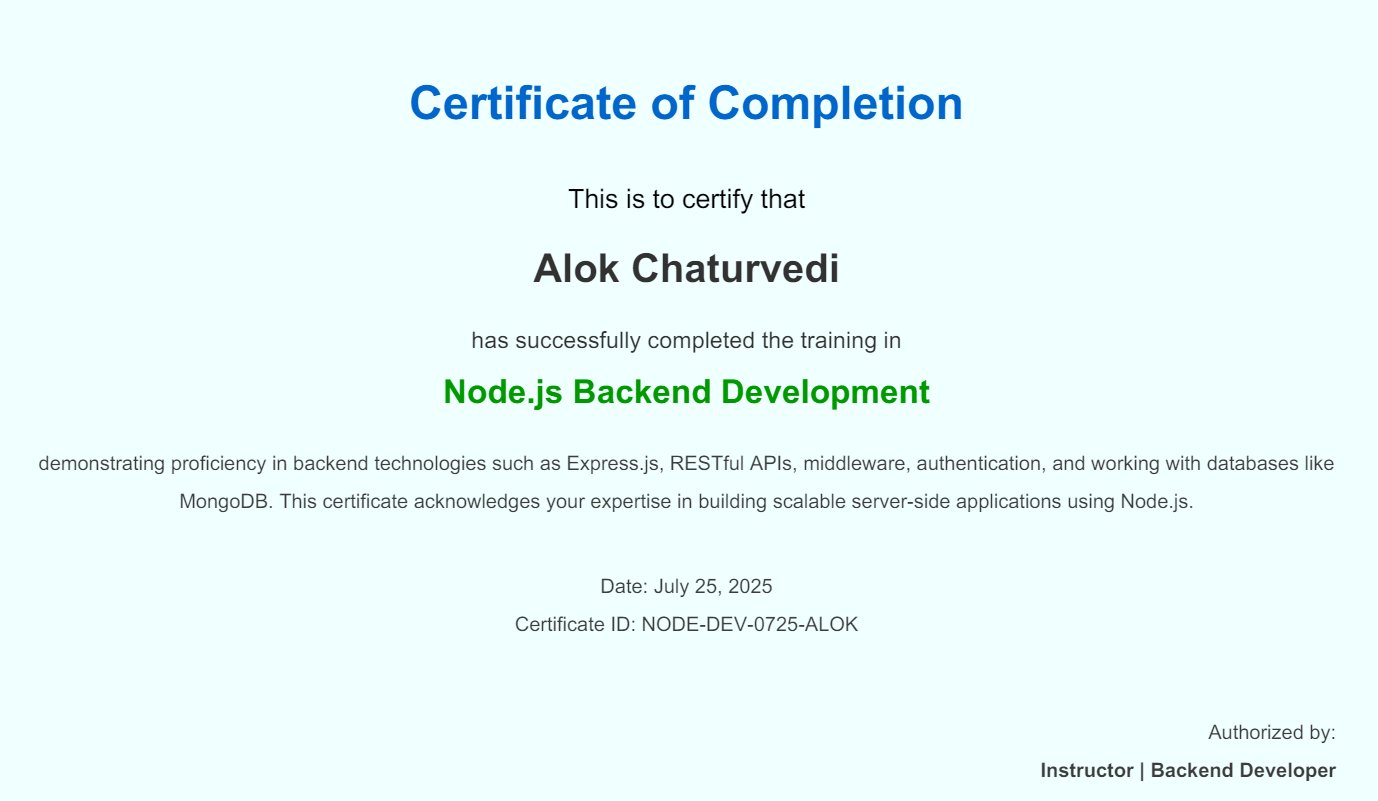 Certificate of Completion
This is to certify that
Alok Chaturvedi
has successfully completed the training in
Node.js Backend Development
demonstrating proficiency in backend technologies such as Express.js, RESTful APIs, middleware, authentication, and working with databases like
MongoDB. This certificate acknowledges your expertise in building scalable server-side applications using Node.js.
Date: July 25, 2025
Certificate ID: NODE-DEV-0725-ALOK
Authorized by:
Instructor | Backend Developer